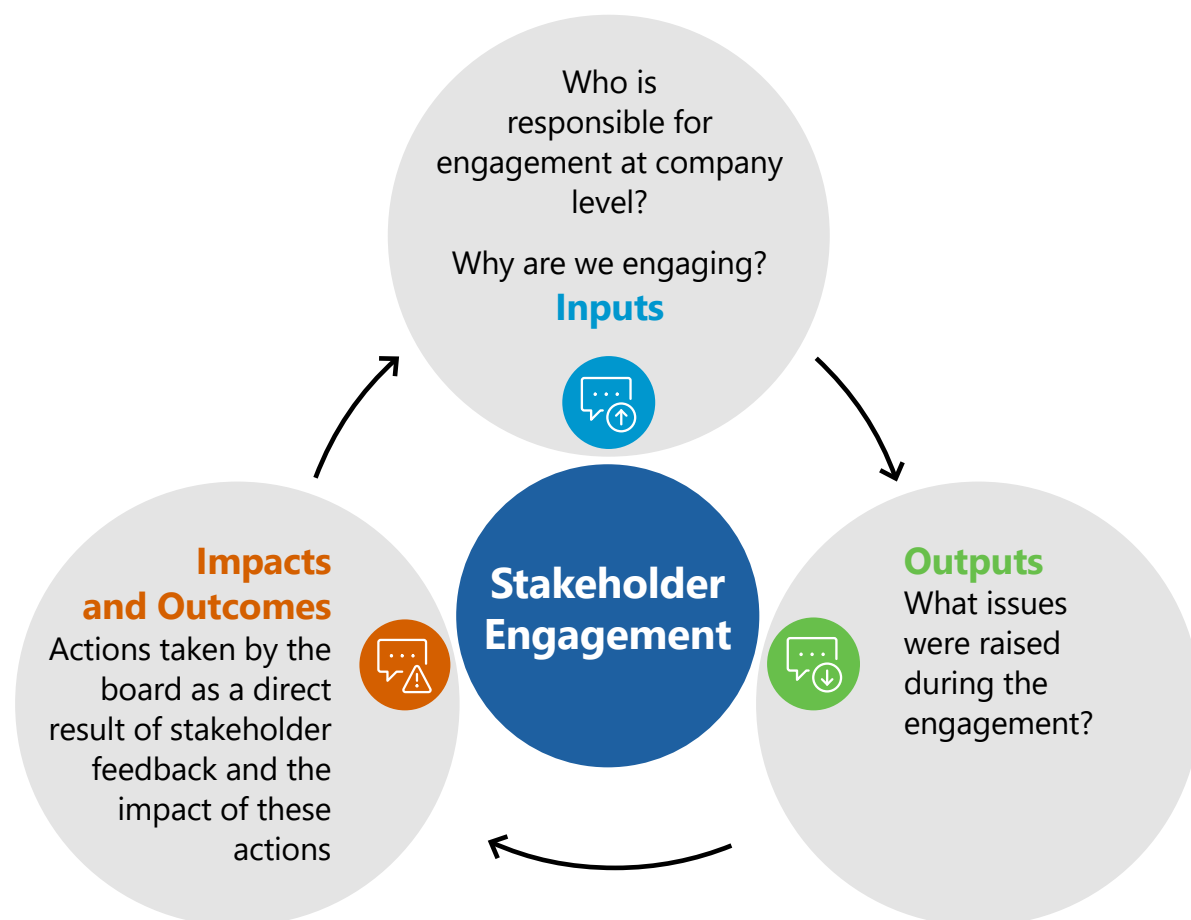 Who is
responsible for
engagement at company
level?
Why are we engaging?
Inputs
Stakeholder
Engagement
Outputs
What issues
were raised
during the
engagement?
Impacts
and Outcomes
Actions taken by the
board as a direct
result of stakeholder
feedback and the
impact of these
actions